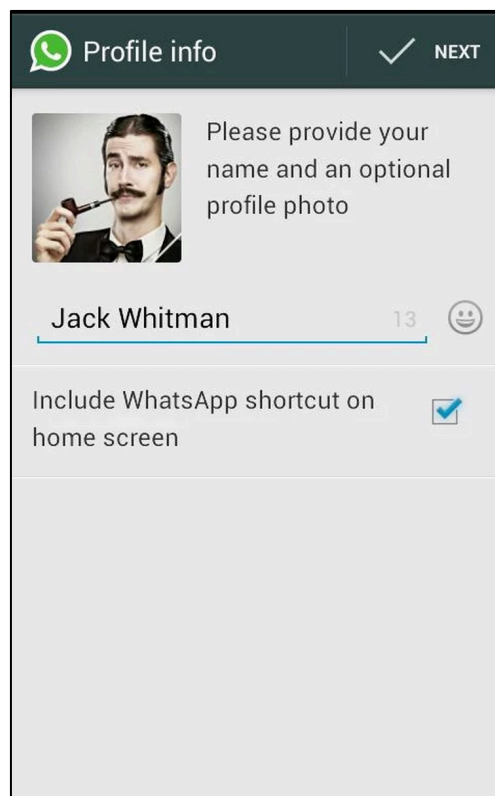 Profile info
NEXT
Please provide your
name and an optional
profile photo
Jack Whitman
13
Include WhatsApp shortcut on
home screen